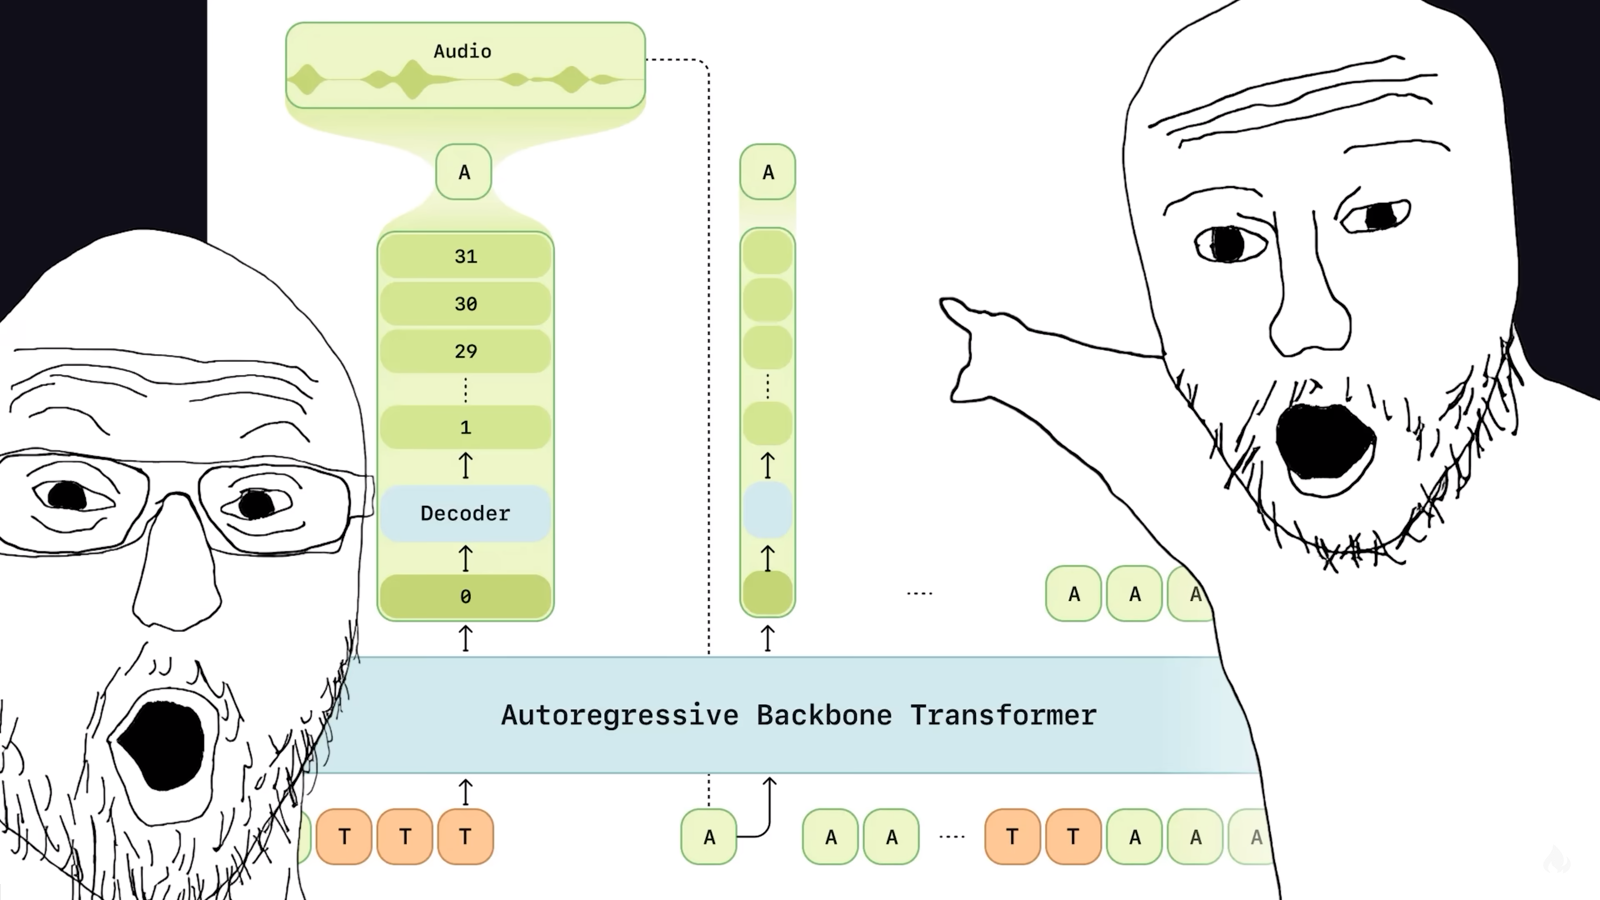 Audio
A
A
31
30
29
1
Decoder
0
A A A
Autoregressive Backbone Transformer
T T T
A
A A
T T A A A